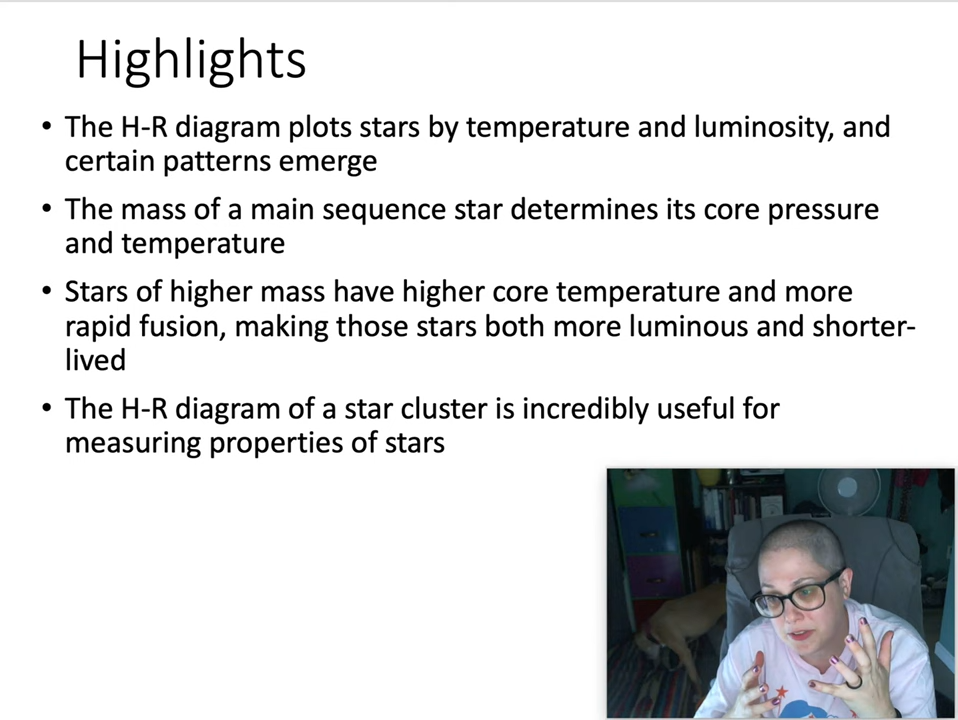 Highlights
• The H-R diagram plots stars by temperature and luminosity, and
certain patterns emerge
• The mass of a main sequence star determines its core pressure
and temperature
• Stars of higher mass have higher core temperature and more
rapid fusion, making those stars both more luminous and shorter-
lived
• The H-R diagram of a star cluster is incredibly useful for
measuring properties of stars